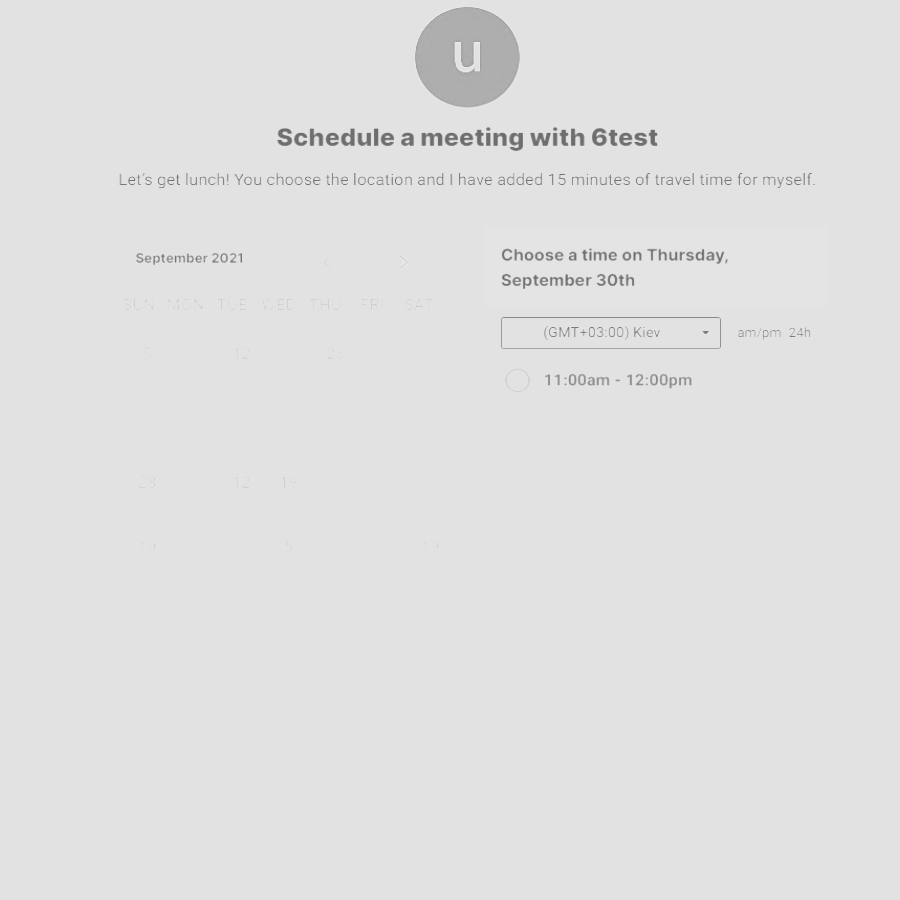 u
Schedule a meeting with 6test
Let's get lunch! You choose the location and I have added 15 minutes of travel time for myself.
September 2021
SUN MON TUE WED THU FRI SAT
5 12 26
28 12 16
19 5 19
Choose a time on Thursday,
September 30th
(GMT+03:00) Kiev
am/pm 24h
11:00am - 12:00pm